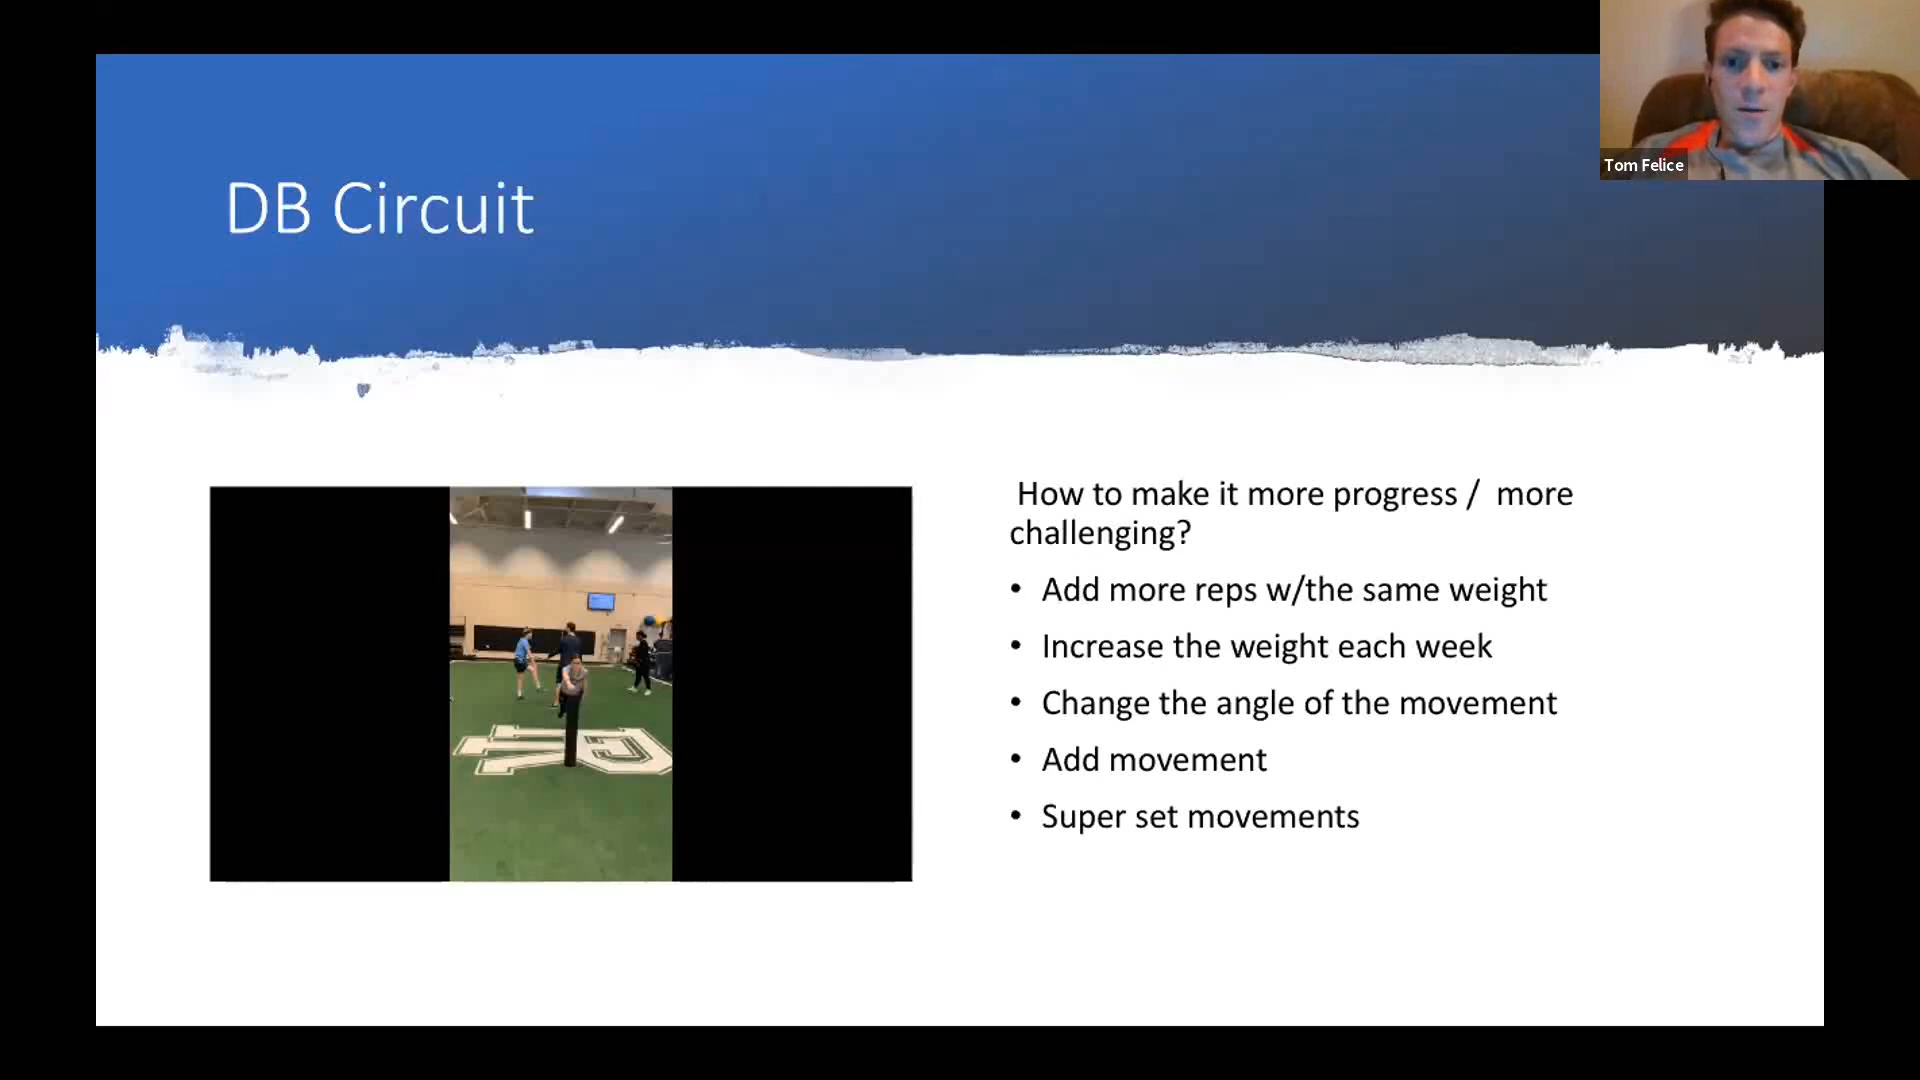 Tom Felice
DB Circuit
How to make it more progress / more
challenging?
• Add more reps w/the same weight
• Increase the weight each week
• Change the angle of the movement
• Add movement
• Super set movements